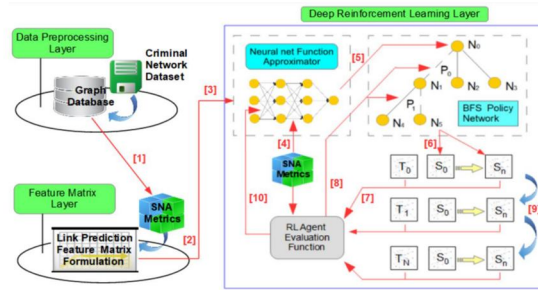 Deep Reinforcement Learning Layer
Data Preprocessing
Layer
Criminal
Network
Dataset
Graph
Database
[1]
Feature Matrix
Layer
SNA
Metrics
[2]
Link Prediction
Feature Matrix
Formulation
[3]
Neural net Function
Approximator
[4]
SNA
Metrics
[5]
N₀
P₀
N₁
N₂
N₃
P₁
N₄
N₅
BFS Policy
Network
[6]
[10]
[8]
[7]
RL Agent
Evaluation
Function
T₀
S₀
Sₙ
[9]
T₁
S₀
Sₙ
T_N
S₀
Sₙ